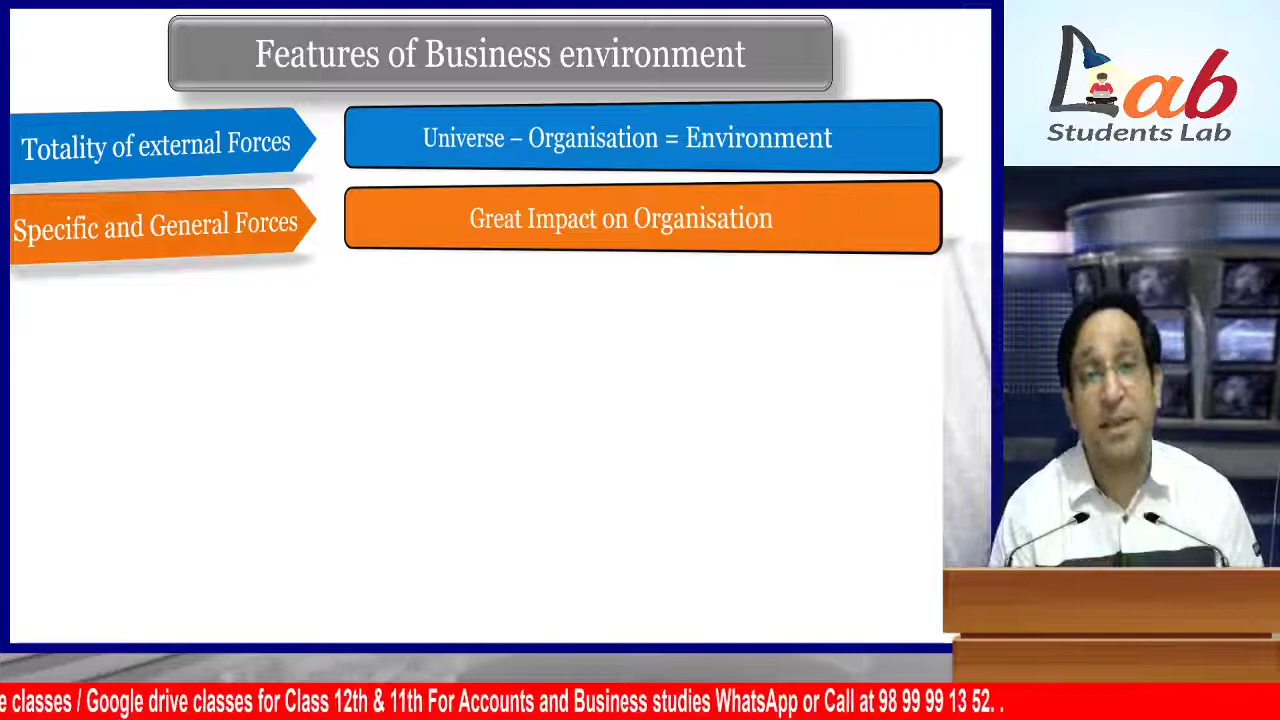 Features of Business environment
Totality of external Forces
Universe – Organisation = Environment
Specific and General Forces
Great Impact on Organisation
Lab
Students Lab
e classes / Google drive classes for Class 12th & 11th For Accounts and Business studies WhatsApp or Call at 98 99 99 13 52. .